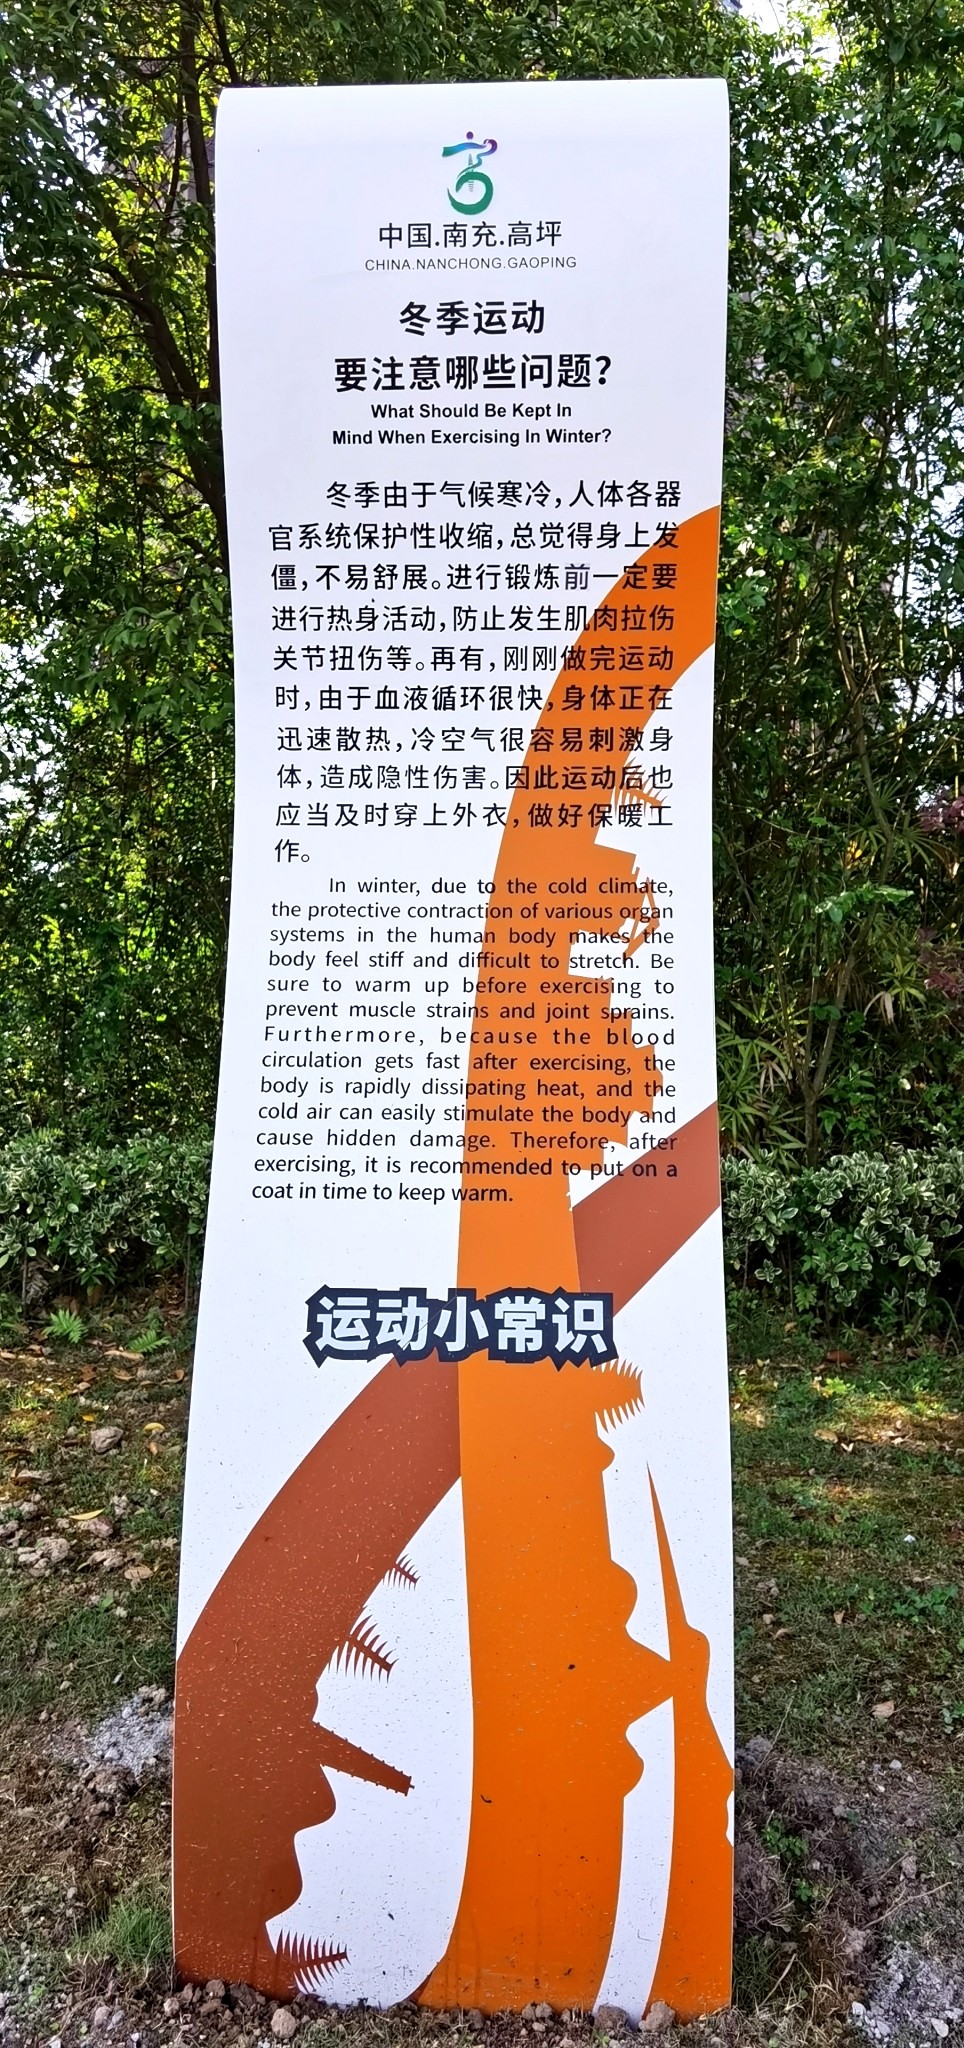 中国.南充.高坪
CHINA.NANCHONG.GAOPING
冬季运动
要注意哪些问题?
What Should Be Kept In
Mind When Exercising In Winter?
冬季由于气候寒冷,人体各器
官系统保护性收缩,总觉得身上发
僵,不易舒展。进行锻炼前一定要
进行热身活动,防止发生肌肉拉伤
关节扭伤等。再有,刚刚做完运动
时,由于血液循环很快,身体正在
迅速散热,冷空气很容易刺激身
体,造成隐性伤害。因此运动后也
应当及时穿上外衣,做好保暖工
作。
In winter, due to the cold climate,
the protective contraction of various organ
systems in the human body makes the
body feel stiff and difficult to stretch. Be
sure to warm up before exercising to
prevent muscle strains and joint sprains.
Furthermore, because the blood
circulation gets fast after exercising, the
body is rapidly dissipating heat, and the
cold air can easily stimulate the body and
cause hidden damage. Therefore, after
exercising, it is recommended to put on a
coat in time to keep warm.
运动小常识